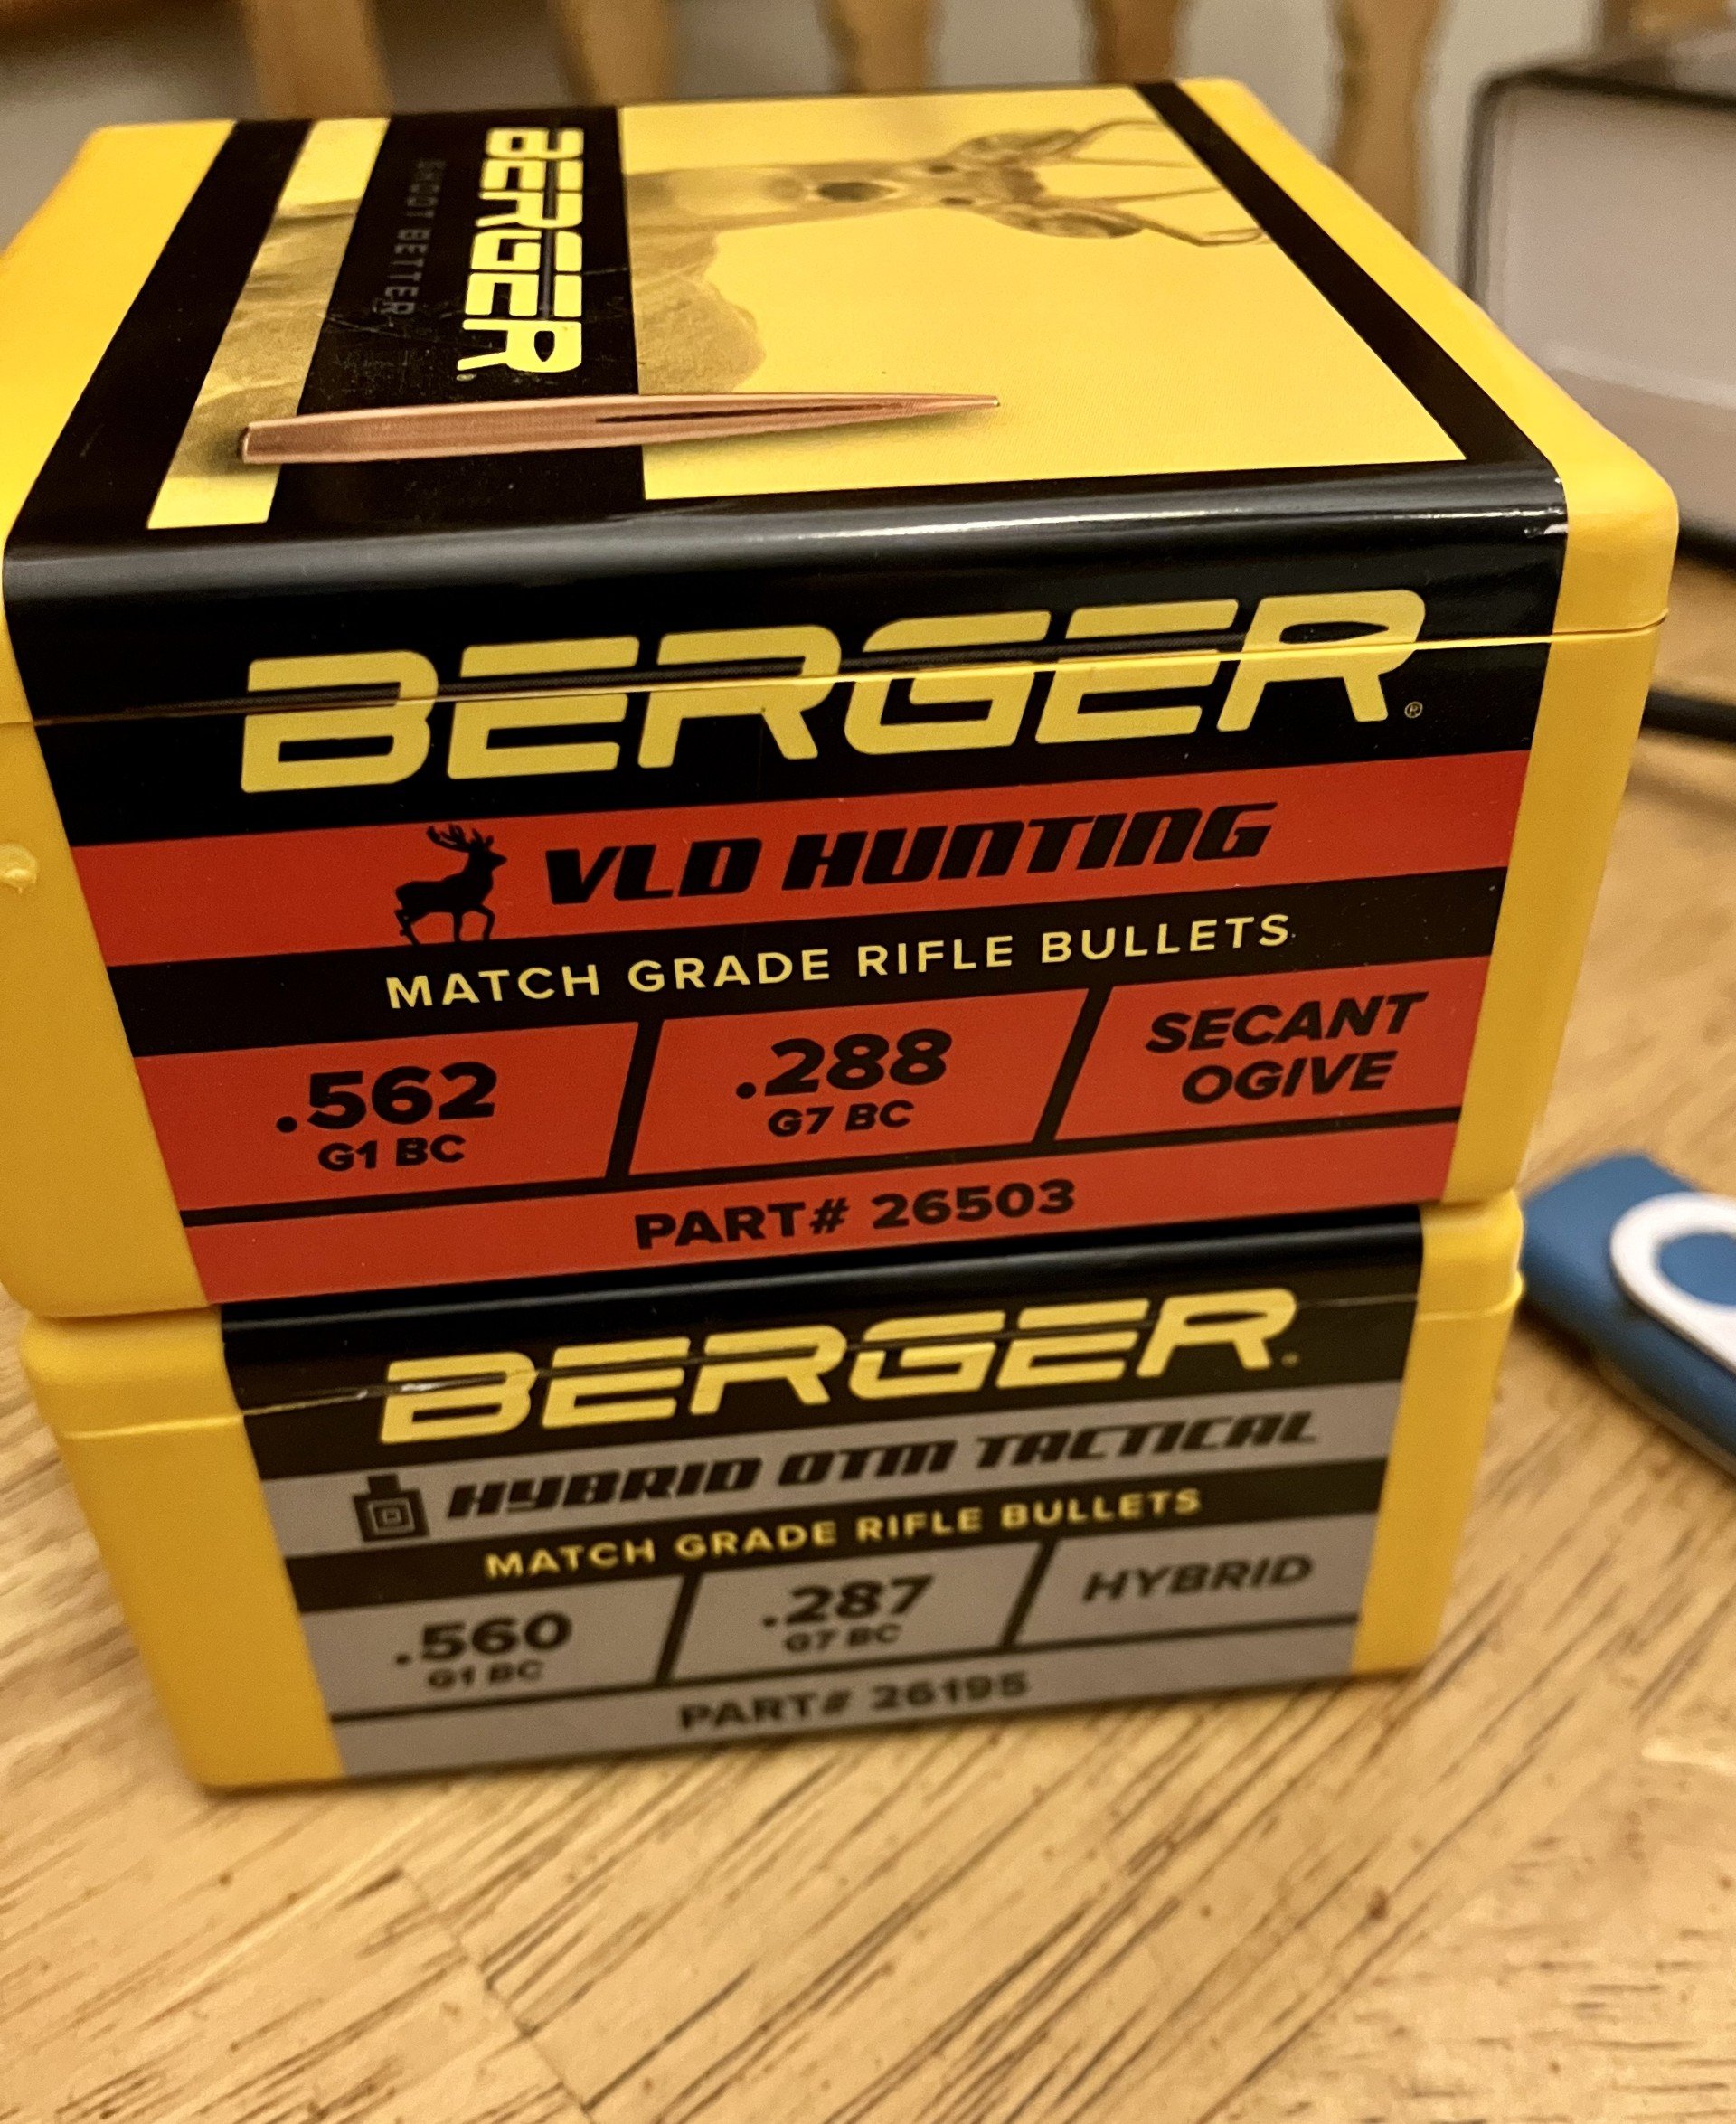 BERGER®
SHOOT BETTER
BERGER®
VLD HUNTING
MATCH GRADE RIFLE BULLETS
.562
G1 BC
.288
G7 BC
SECANT
OGIVE
PART# 26503
BERGER®
HYBRID OTM TACTICAL
MATCH GRADE RIFLE BULLETS
.560
G1 BC
.287
G7 BC
HYBRID
PART# 26195